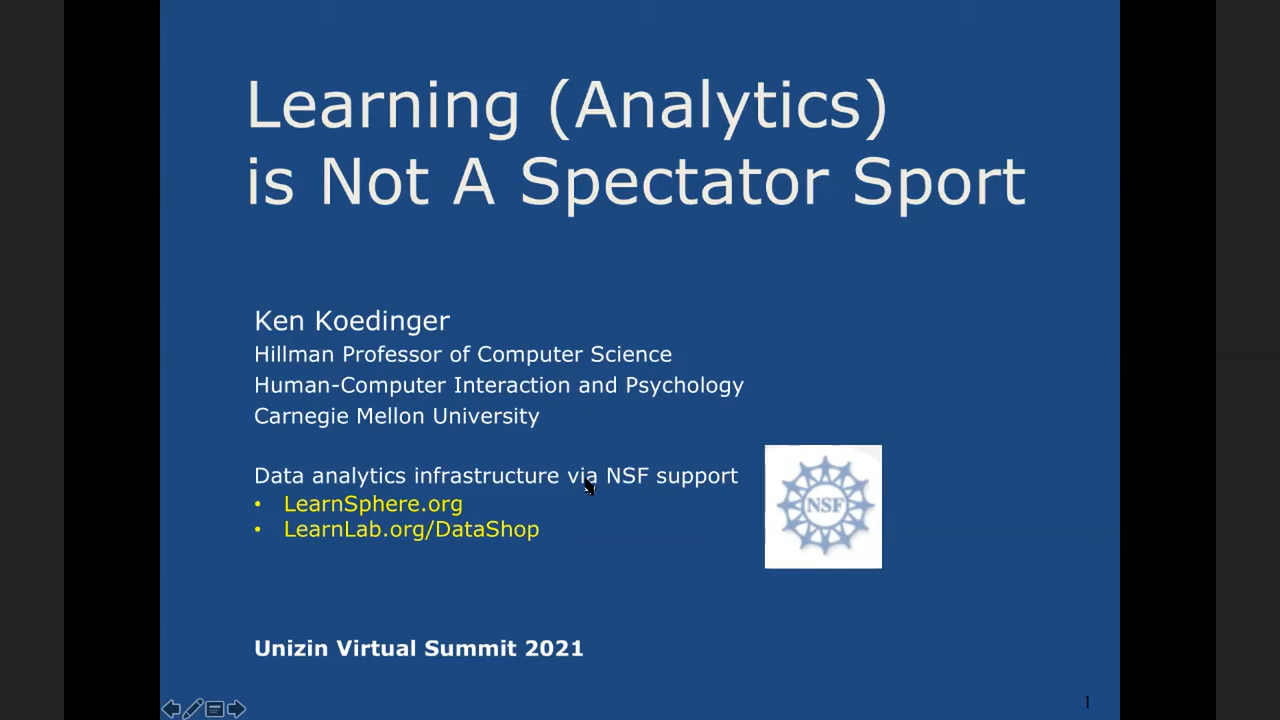 Learning (Analytics)
is Not A Spectator Sport
Ken Koedinger
Hillman Professor of Computer Science
Human-Computer Interaction and Psychology
Carnegie Mellon University
Data analytics infrastructure via NSF support
• LearnSphere.org
• LearnLab.org/DataShop
NSF
Unizin Virtual Summit 2021
1